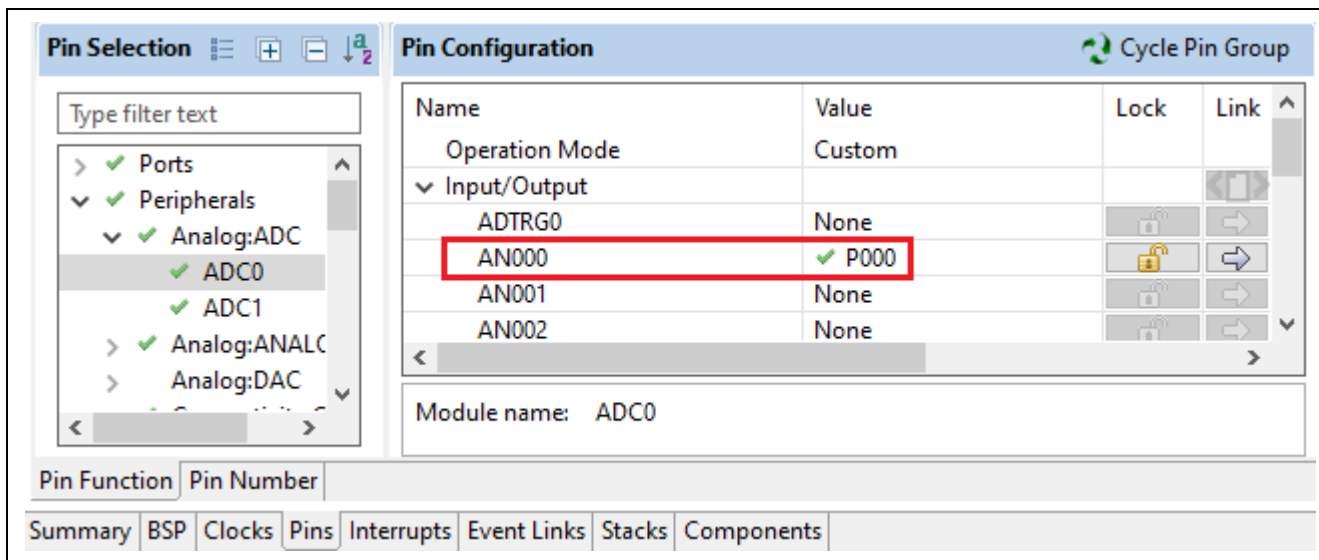 Pin Selection
Type filter text
Ports
Peripherals
Analog:ADC
ADC0
ADC1
Analog:ANALC
Analog:DAC
Pin Configuration
Cycle Pin Group
Name Value Lock Link
Operation Mode Custom
Input/Output
ADTRG0 None
AN000 P000
AN001 None
AN002 None
Module name: ADC0
Pin Function Pin Number
Summary BSP Clocks Pins Interrupts Event Links Stacks Components